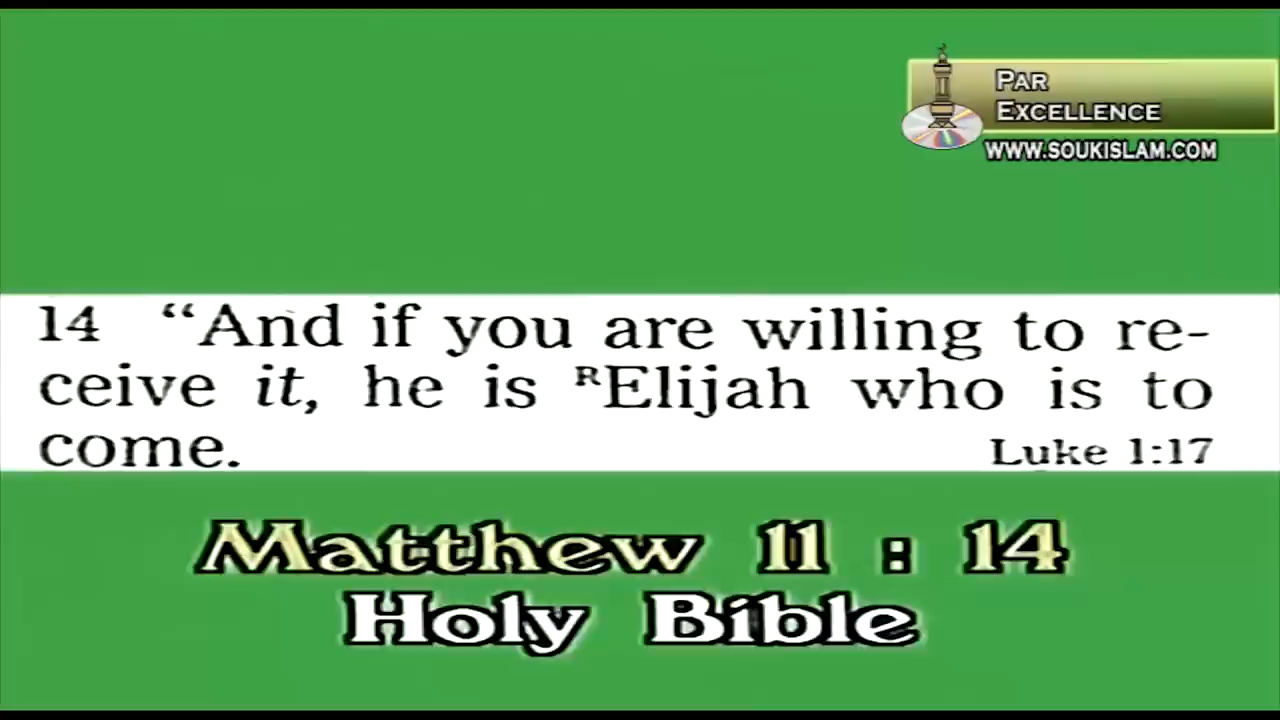 PAR
EXCELLENCE
WWW.SOUKISLAM.COM
14 “And if you are willing to re-
ceive it, he is ᴿElijah who is to
come. Luke 1:17
Matthew 11 : 14
Holy Bible